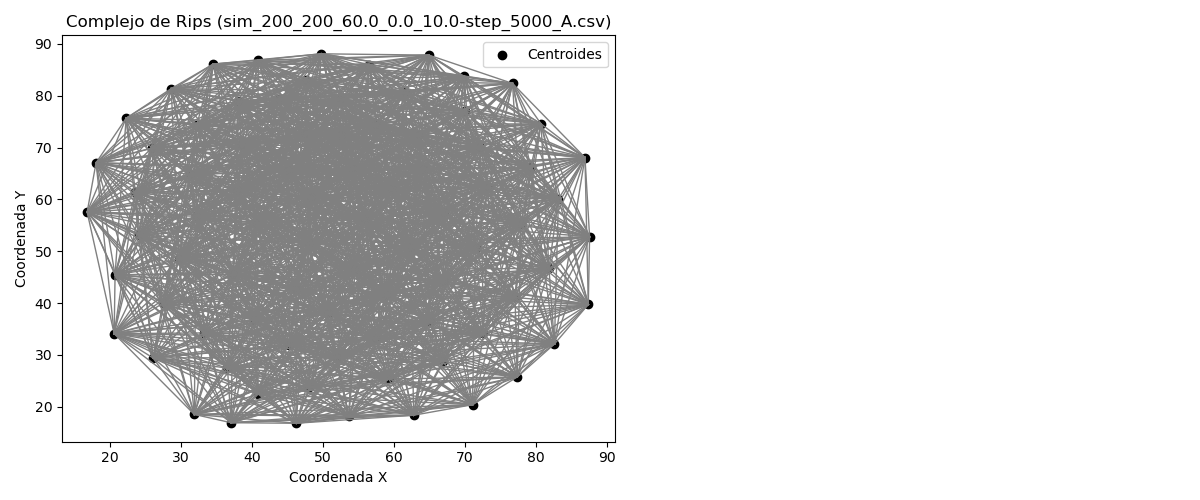 Complejo de Rips (sim_200_200_60.0_0.0_10.0-step_5000_A.csv)
Centroides
Coordenada Y
90
80
70
60
50
40
30
20
20 30 40 50 60 70 80 90
Coordenada X